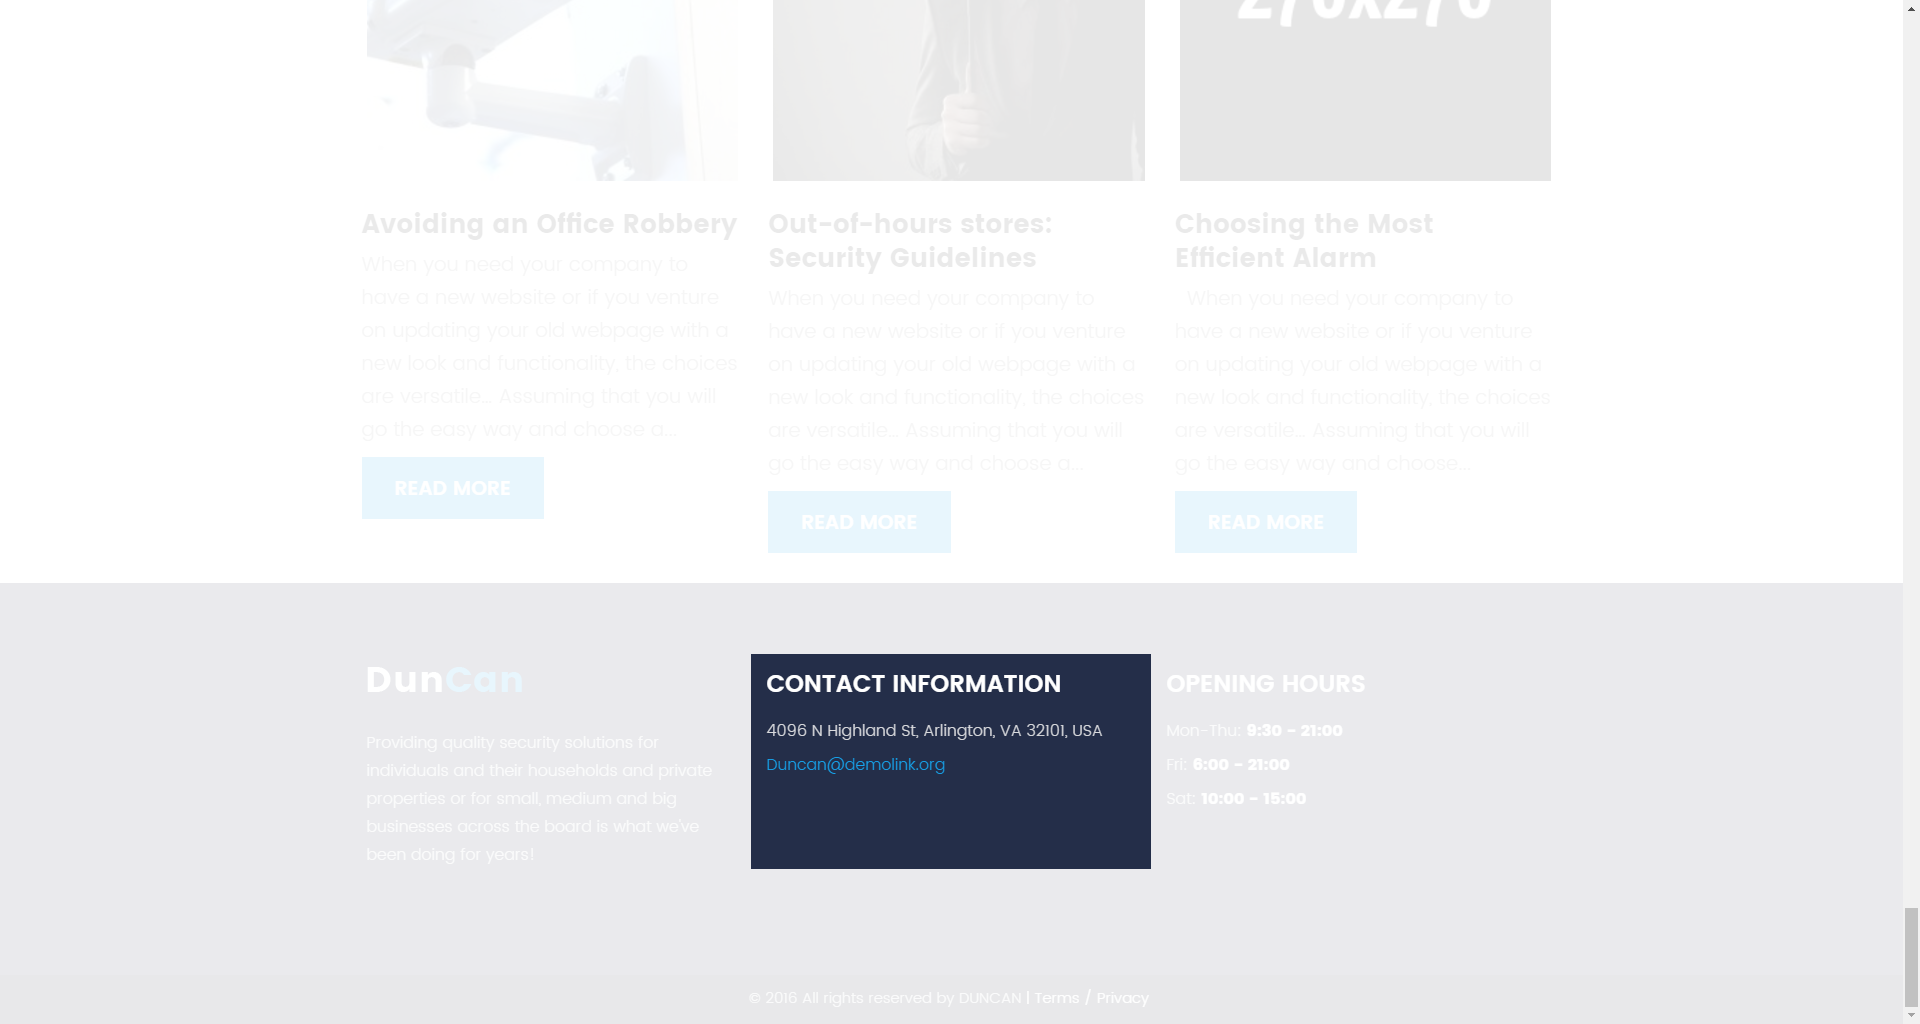 270x270
Avoiding an Office Robbery
When you need your company to
have a new website or if you venture
on updating your old webpage with a
new look and functionality, the choices
are versatile... Assuming that you will
go the easy way and choose a...
READ MORE
Out-of-hours stores:
Security Guidelines
When you need your company to
have a new website or if you venture
on updating your old webpage with a
new look and functionality, the choices
are versatile... Assuming that you will
go the easy way and choose a...
READ MORE
Choosing the Most
Efficient Alarm
When you need your company to
have a new website or if you venture
on updating your old webpage with a
new look and functionality, the choices
are versatile... Assuming that you will
go the easy way and choose...
READ MORE
DunCan
Providing quality security solutions for
individuals and their households and private
properties or for small, medium and big
businesses across the board is what we've
been doing for years!
CONTACT INFORMATION
4096 N Highland St, Arlington, VA 32101, USA
Duncan@demolink.org
OPENING HOURS
Mon-Thu: 9:30 - 21:00
Fri: 6:00 - 21:00
Sat: 10:00 - 15:00
© 2016 All rights reserved by DUNCAN | Terms / Privacy